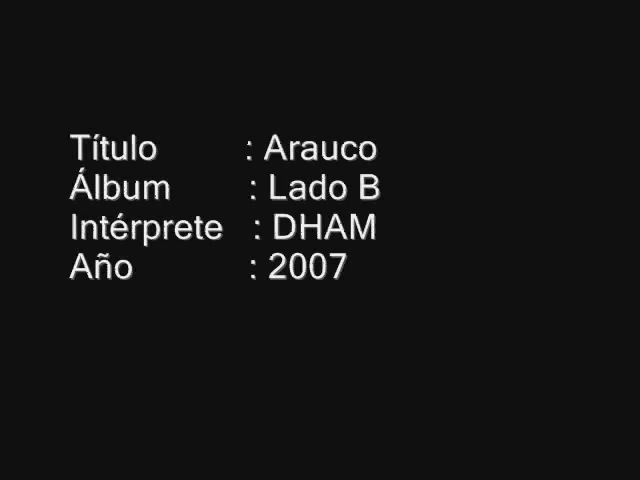 Título : Arauco
Álbum : Lado B
Intérprete : DHAM
Año : 2007